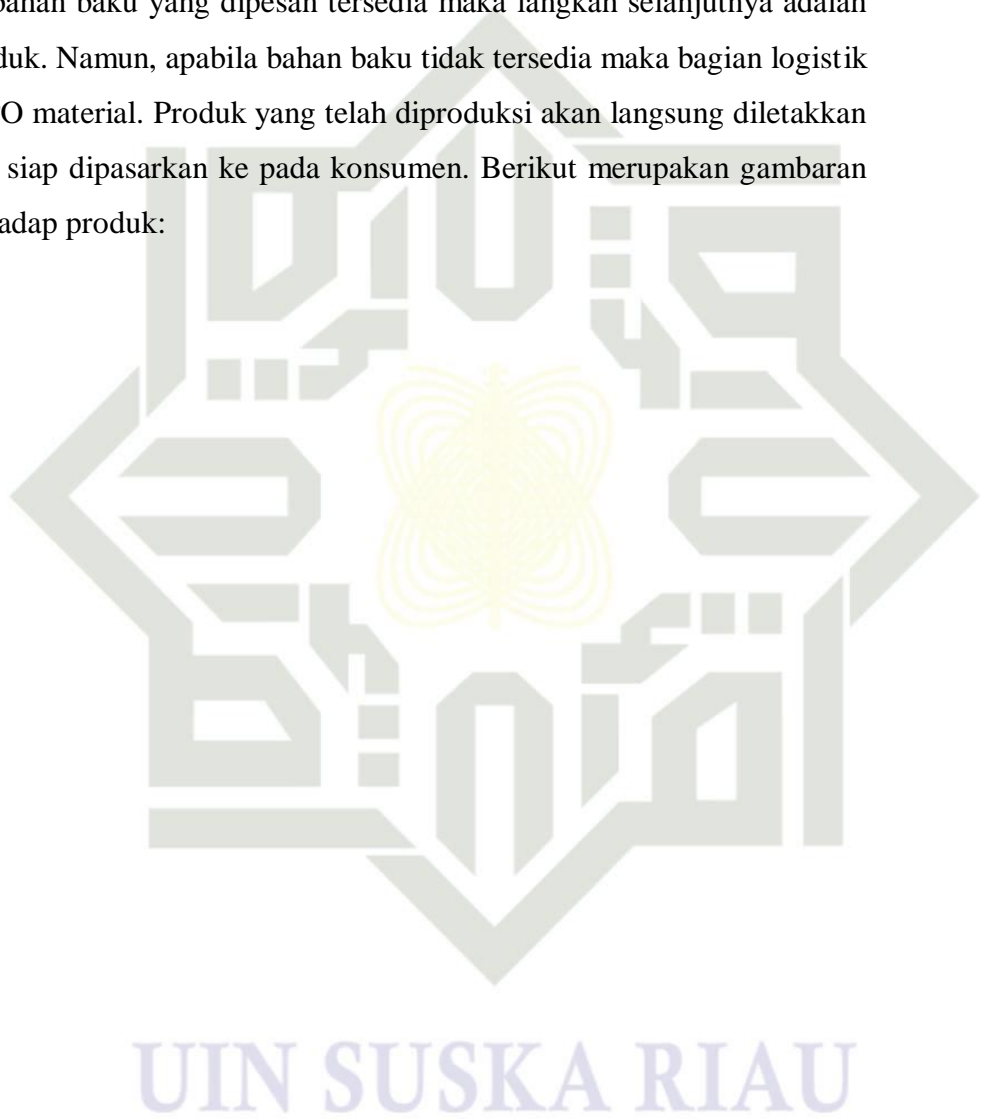 bahan baku yang dipesan tersedia maka langkah selanjutnya adalah
duk. Namun, apabila bahan baku tidak tersedia maka bagian logistik
O material. Produk yang telah diproduksi akan langsung diletakkan
siap dipasarkan ke pada konsumen. Berikut merupakan gambaran
adap produk:
UIN SUSKA RIAU